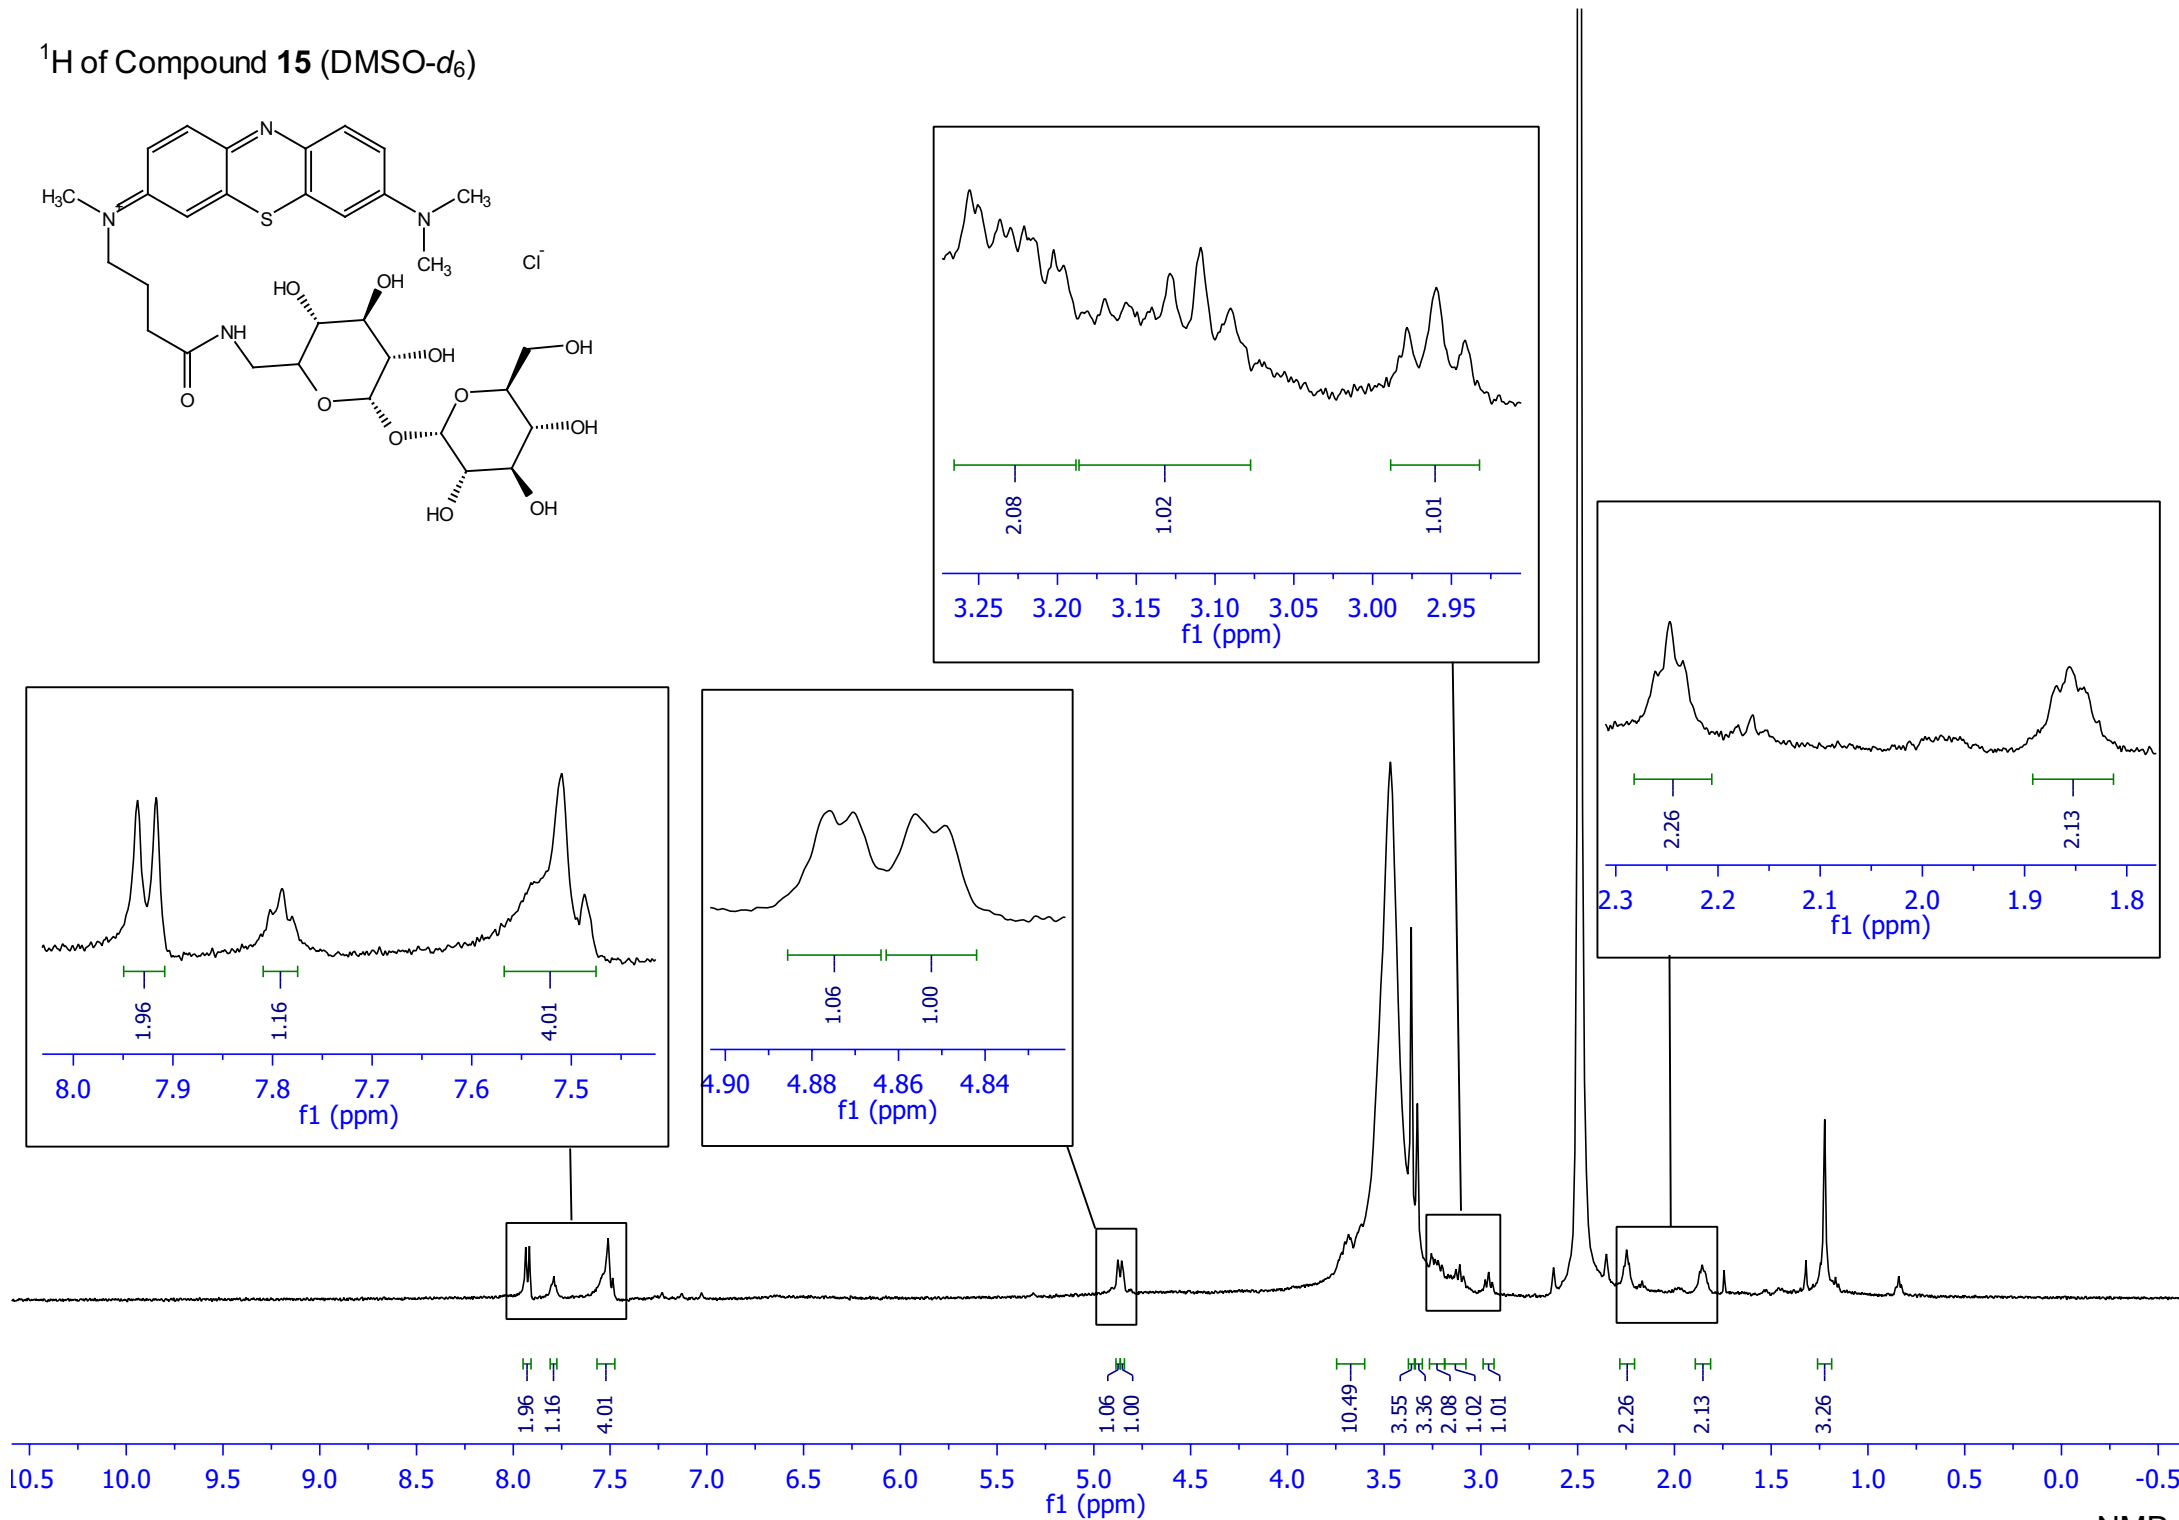 ¹H of Compound 15 (DMSO-d₆)
N
H₃C
N⁺
S
N
CH₃
CH₃
Cl⁻
HO
OH
NH
OH
O
O
O
O
OH
OH
HO
OH
2.08
1.02
1.01
3.25 3.20 3.15 3.10 3.05 3.00 2.95
f1 (ppm)
2.26
2.13
2.3 2.2 2.1 2.0 1.9 1.8
f1 (ppm)
1.96
1.16
4.01
8.0 7.9 7.8 7.7 7.6 7.5
f1 (ppm)
1.06
1.00
4.90 4.88 4.86 4.84
f1 (ppm)
1.96
1.16
4.01
1.06
1.00
10.49
3.55
3.36
2.08
1.02
1.01
2.26
2.13
3.26
10.0 9.5 9.0 8.5 8.0 7.5 7.0 6.5 6.0 5.5 5.0 4.5 4.0 3.5 3.0 2.5 2.0 1.5 1.0 0.5 0.0 -0.5
f1 (ppm)